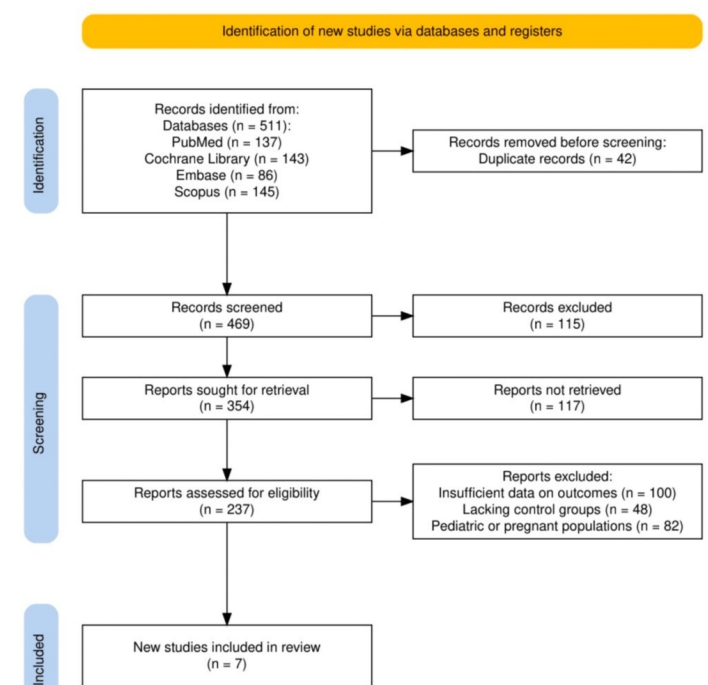 Identification of new studies via databases and registers
Identification
Records identified from:
Databases (n = 511):
PubMed (n = 137)
Cochrane Library (n = 143)
Embase (n = 86)
Scopus (n = 145)
Records removed before screening:
Duplicate records (n = 42)
Screening
Records screened
(n = 469)
Records excluded
(n = 115)
Reports sought for retrieval
(n = 354)
Reports not retrieved
(n = 117)
Reports assessed for eligibility
(n = 237)
Reports excluded:
Insufficient data on outcomes (n = 100)
Lacking control groups (n = 48)
Pediatric or pregnant populations (n = 82)
Included
New studies included in review
(n = 7)